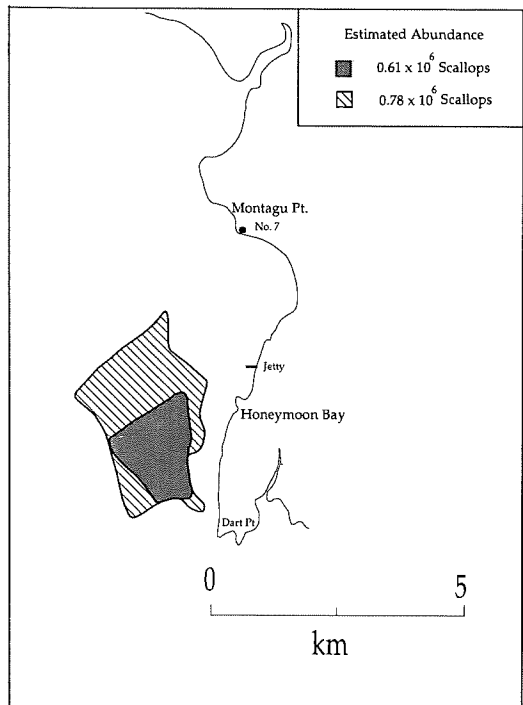 Estimated Abundance
0.61 x 10^6 Scallops
0.78 x 10^6 Scallops
Montagu Pt.
No. 7
Jetty
Honeymoon Bay
Dart Pt
0 5
km